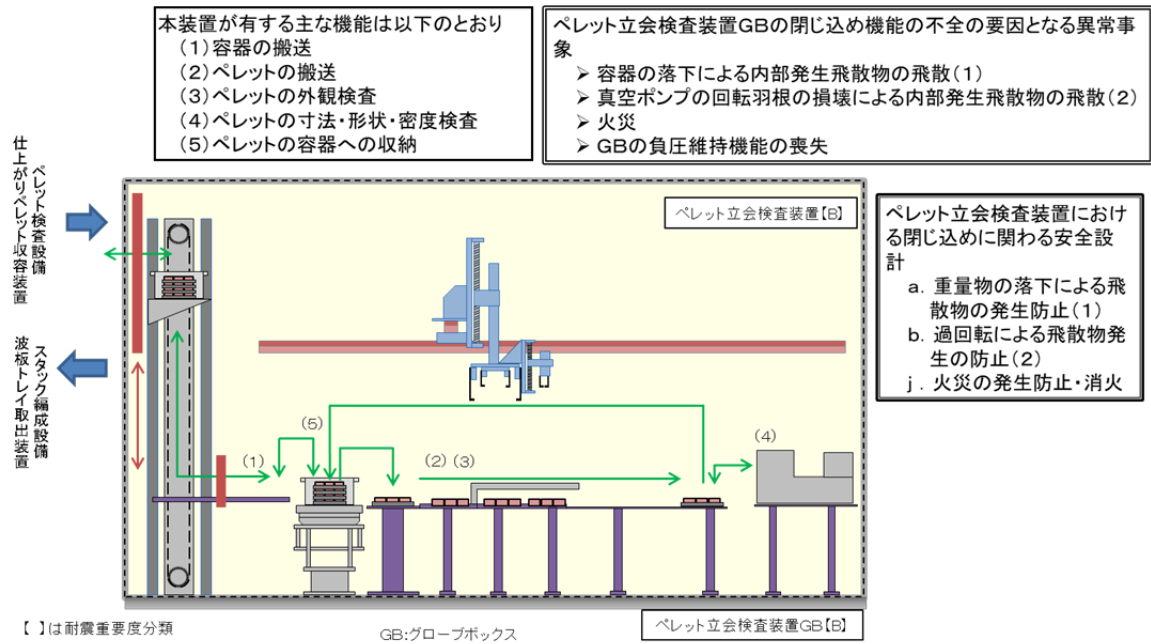 本装置が有する主な機能は以下のとおり
(1)容器の搬送
(2)ペレットの搬送
(3)ペレットの外観検査
(4)ペレットの寸法・形状・密度検査
(5)ペレットの容器への収納
ペレット立会検査装置GBの閉じ込め機能の不全の要因となる異常事
象
➢ 容器の落下による内部発生飛散物の飛散(1)
➢ 真空ポンプの回転羽根の損壊による内部発生飛散物の飛散(2)
➢ 火災
➢ GBの負圧維持機能の喪失
ペレット検査設備
仕上がりペレット収容装置
スタック編成設備
波板トレイ取出装置
ペレット立会検査装置【B】
ペレット立会検査装置におけ
る閉じ込めに関わる安全設
計
a. 重量物の落下による飛
散物の発生防止(1)
b. 過回転による飛散物発
生の防止(2)
j. 火災の発生防止・消火
(5)
(1)
(2)(3)
(4)
【 】は耐震重要度分類
GB:グローブボックス
ペレット立会検査装置GB【B】